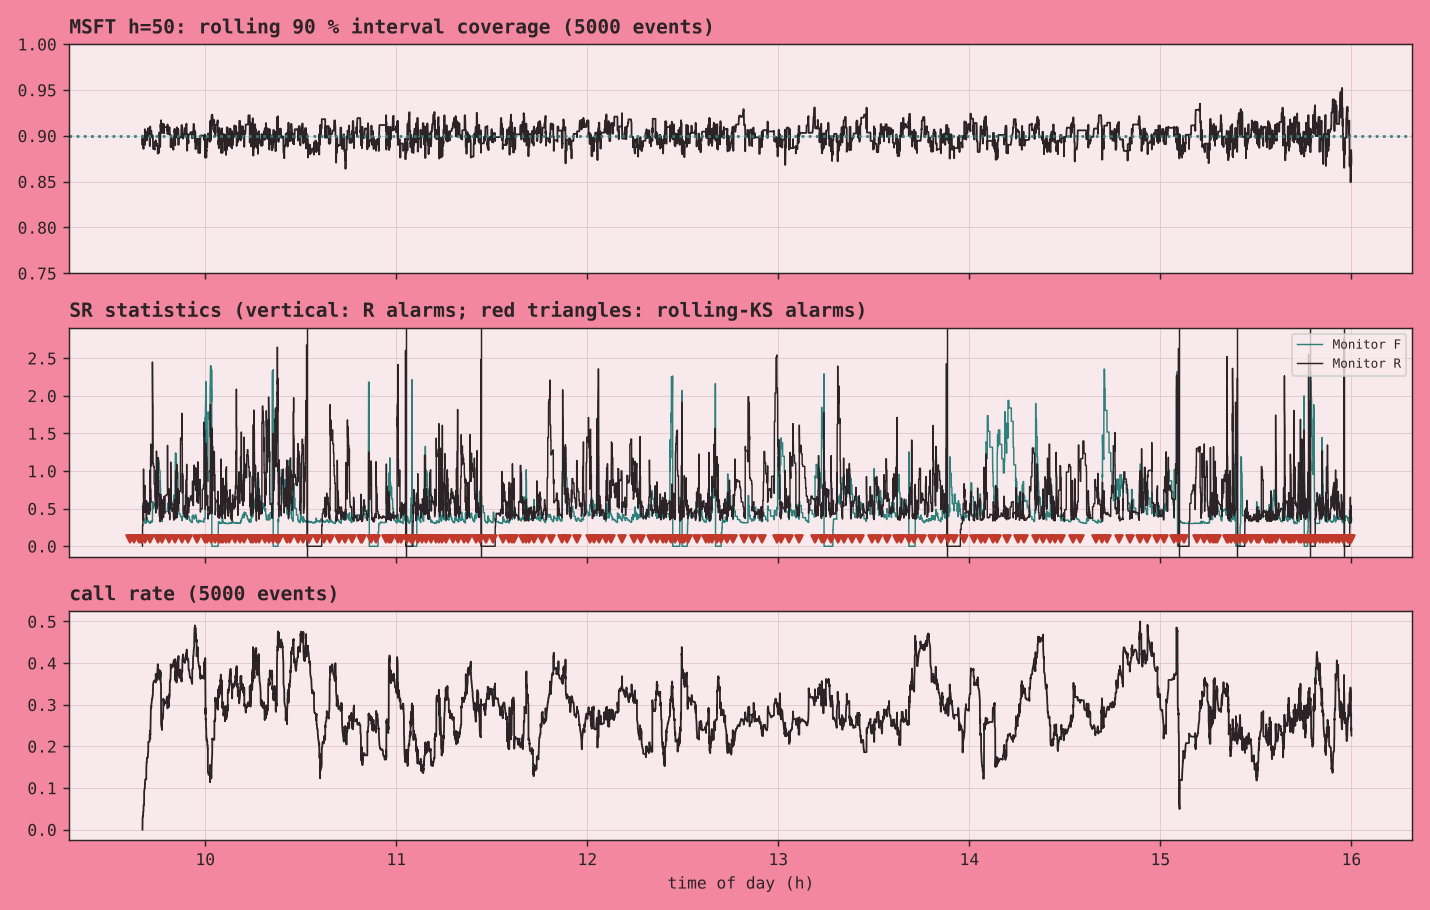 MSFT h=50: rolling 90 % interval coverage (5000 events)
1.00
0.95
0.90
0.85
0.80
0.75
SR statistics (vertical: R alarms; red triangles: rolling-KS alarms)
2.5
2.0
1.5
1.0
0.5
0.0
Monitor F
Monitor R
call rate (5000 events)
0.5
0.4
0.3
0.2
0.1
0.0
10 11 12 13 14 15 16
time of day (h)